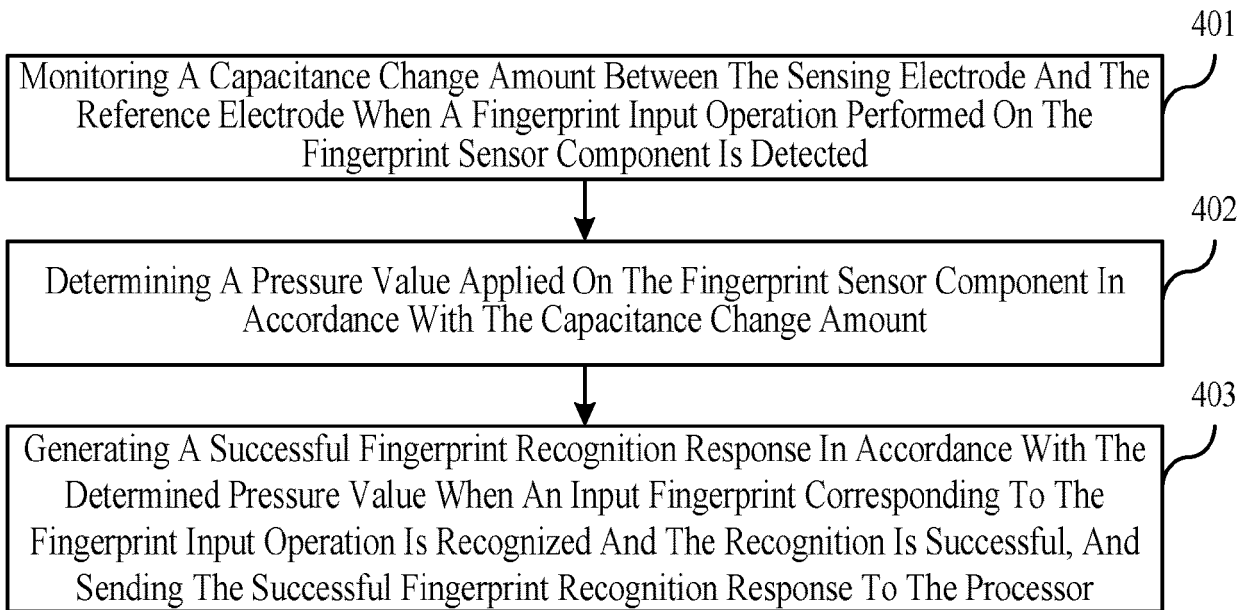 401
Monitoring A Capacitance Change Amount Between The Sensing Electrode And The
Reference Electrode When A Fingerprint Input Operation Performed On The
Fingerprint Sensor Component Is Detected
402
Determining A Pressure Value Applied On The Fingerprint Sensor Component In
Accordance With The Capacitance Change Amount
403
Generating A Successful Fingerprint Recognition Response In Accordance With The
Determined Pressure Value When An Input Fingerprint Corresponding To The
Fingerprint Input Operation Is Recognized And The Recognition Is Successful, And
Sending The Successful Fingerprint Recognition Response To The Processor